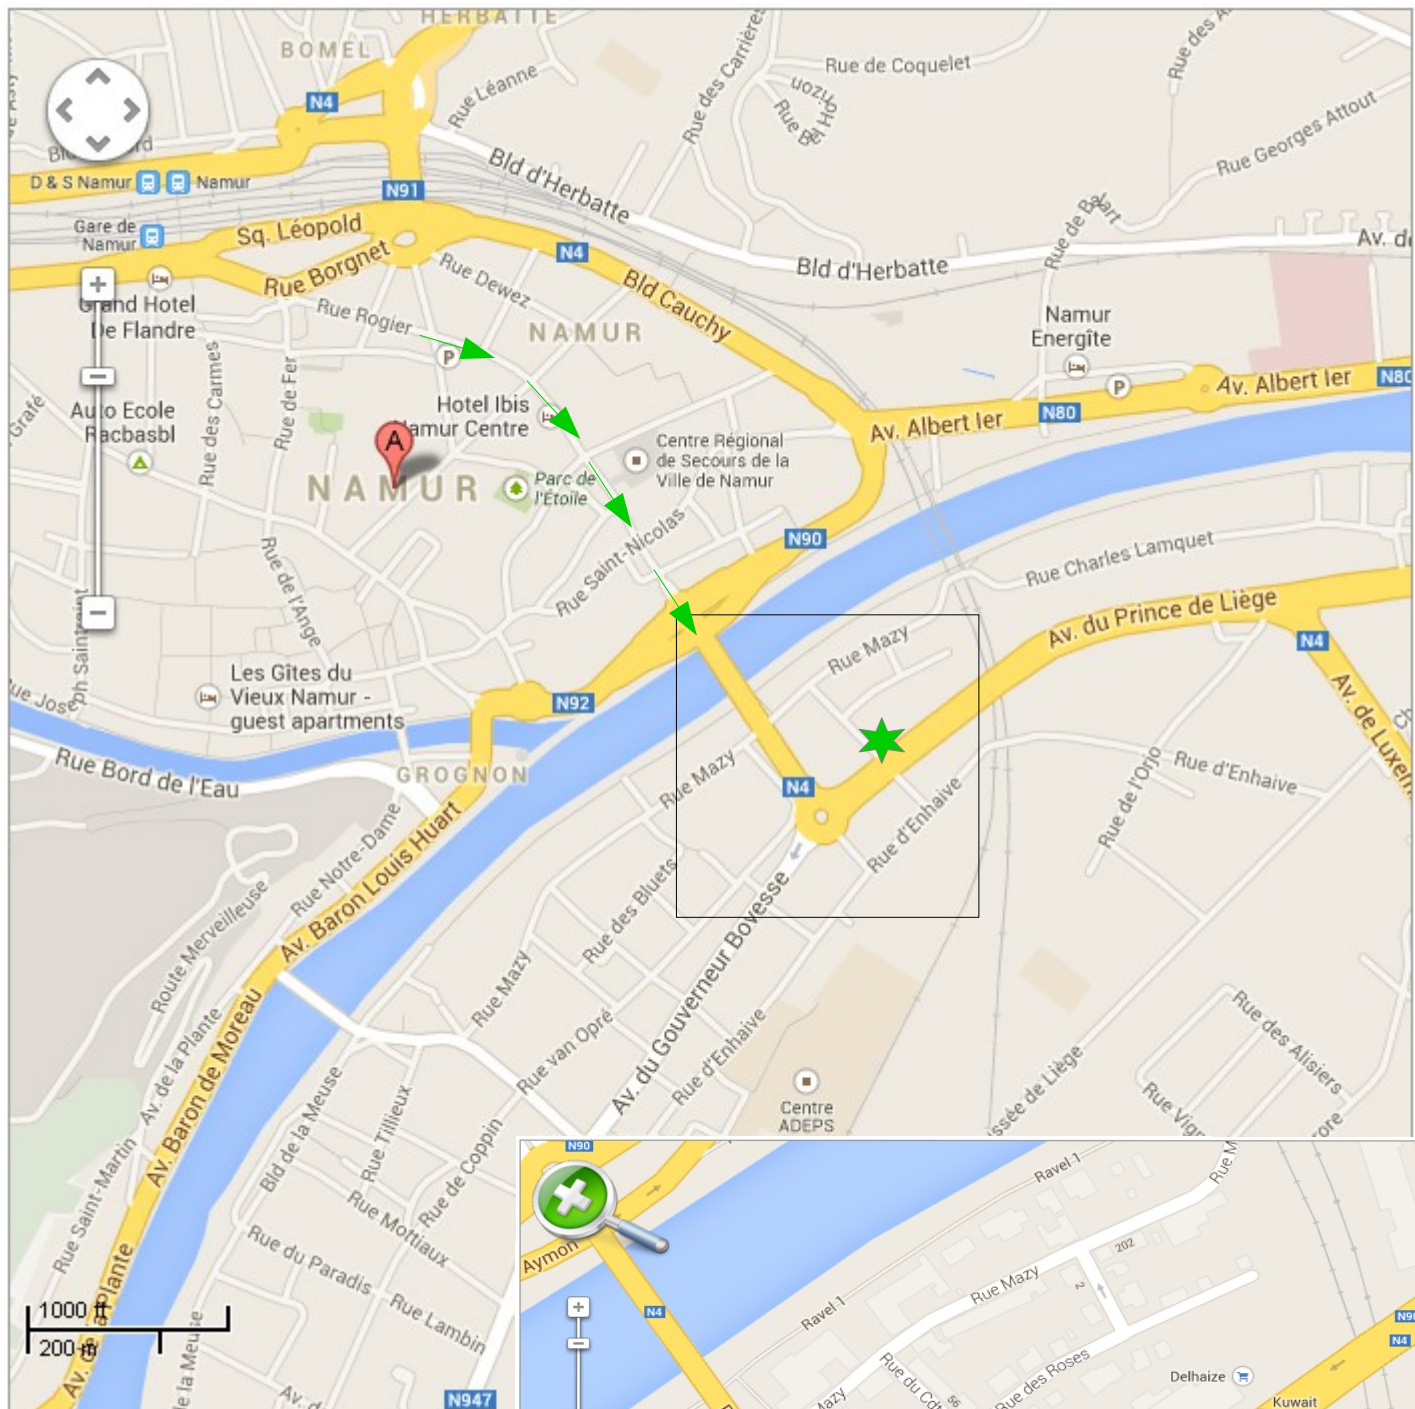 HERBATTE
BOMEL
Rue de Coquelet
Rue des Carrières
Rue Léanne
N4
Rue Georges Attout
Bld d'Herbatte
D & S Namur
Namur
N91
Gare de
Namur
Sq. Léopold
N4
Rue Borgnet
Rue Dewez
Bld Cauchy
Bld d'Herbatte
Grand Hotel
De Flandre
Rue Rogier
NAMUR
Namur
Energîte
P
P
Rue des Carmes
Rue de Fer
Av. Albert Ier
N80
Av. Albert Ier
N80
Auto Ecole
Racbasbl
Hotel Ibis
Namur Centre
A
Centre Régional
de Secours de la
Ville de Namur
NAMUR
Parc de
l'Étoile
N90
Rue Saint-Nicolas
Rue Charles Lamquet
Rue de l'Ange
Av. du Prince de Liège
N4
Rue Mazy
Les Gîtes du
Vieux Namur -
guest apartments
N92
Rue Bord de l'Eau
GROGNON
Rue Mazy
N4
Rue d'Enhaive
Rue de l'Orjo
Rue d'Enhaive
Rue Notre-Dame
Av. Baron Louis Huart
Rue des Bluets
Av. du Gouverneur Bovesse
Route Merveilleuse
Rue Mazy
Av. de la Plante
Av. Baron de Moreau
Rue van Opré
Rue d'Enhaive
Rue des Alisiers
Centre
ADEPS
Bld de la Meuse
Rue Tillieux
Rue de Coppin
Rue Saint-Martin
Rue Mottiaux
Rue du Paradis
Rue Lambin
1000 ft
200 m
N947
N90
Ravel 1
Rue M
Aymon
202
Rue Mazy
2
N4
Ravel 1
N90
N4
Rue des Roses
Rue du Cdt
56
Delhaize
Kuwait